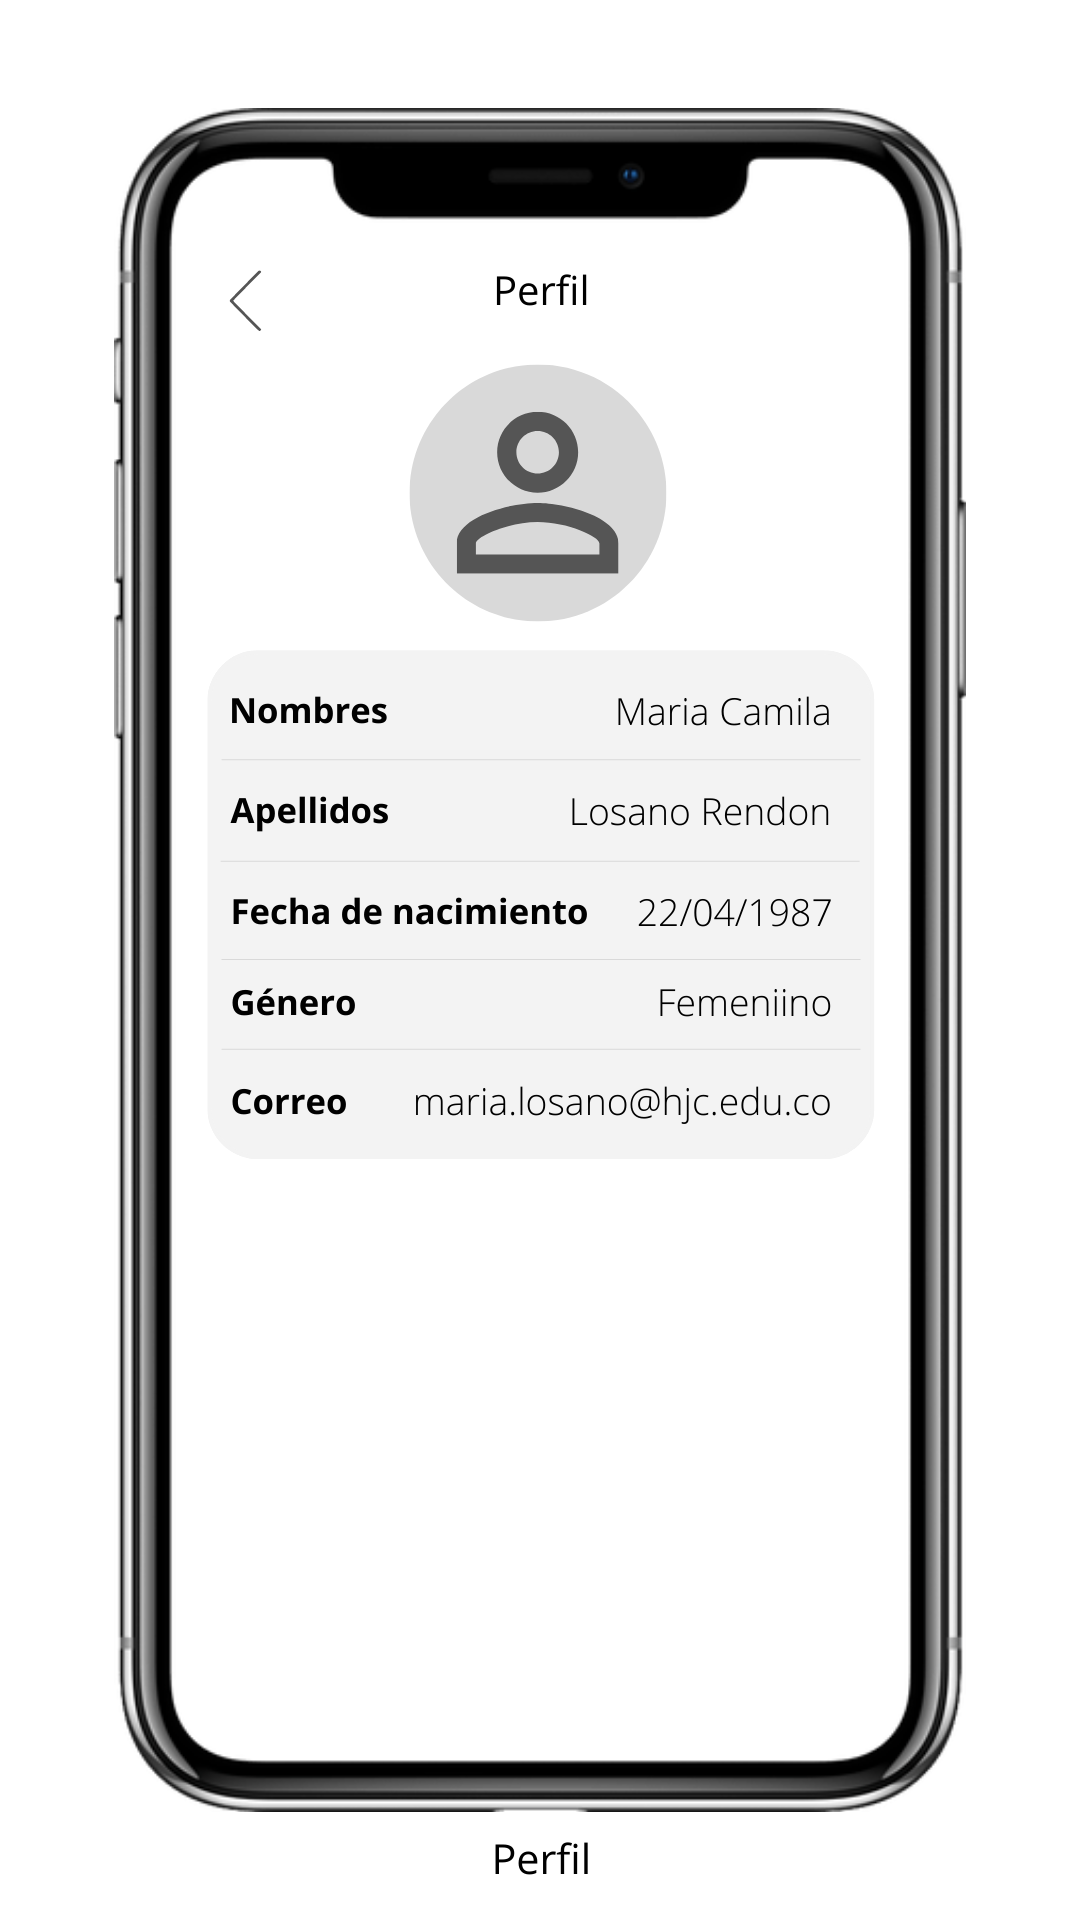 Perfil
Nombres Maria Camila
Apellidos Losano Rendon
Fecha de nacimiento 22/04/1987
Género Femeniino
Correo maria.losano@hjc.edu.co
Perfil